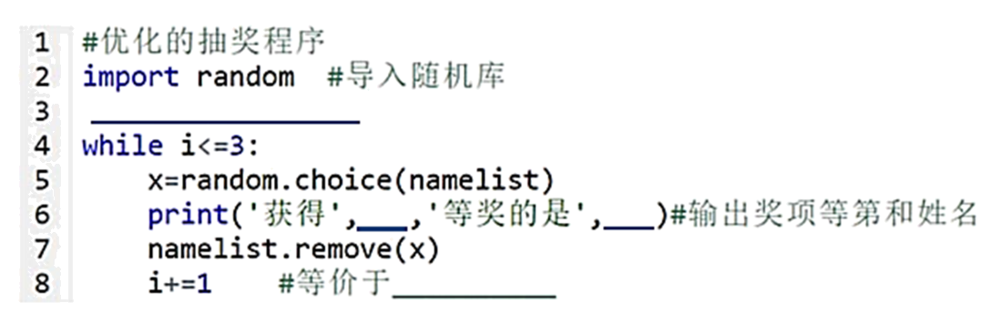 1 #优化的抽奖程序
2 import random #导入随机库
3 ________________
4 while i<=3:
5 x=random.choice(namelist)
6 print('获得',___,'等奖的是',___)#输出奖项等第和姓名
7 namelist.remove(x)
8 i+=1 #等价于__________